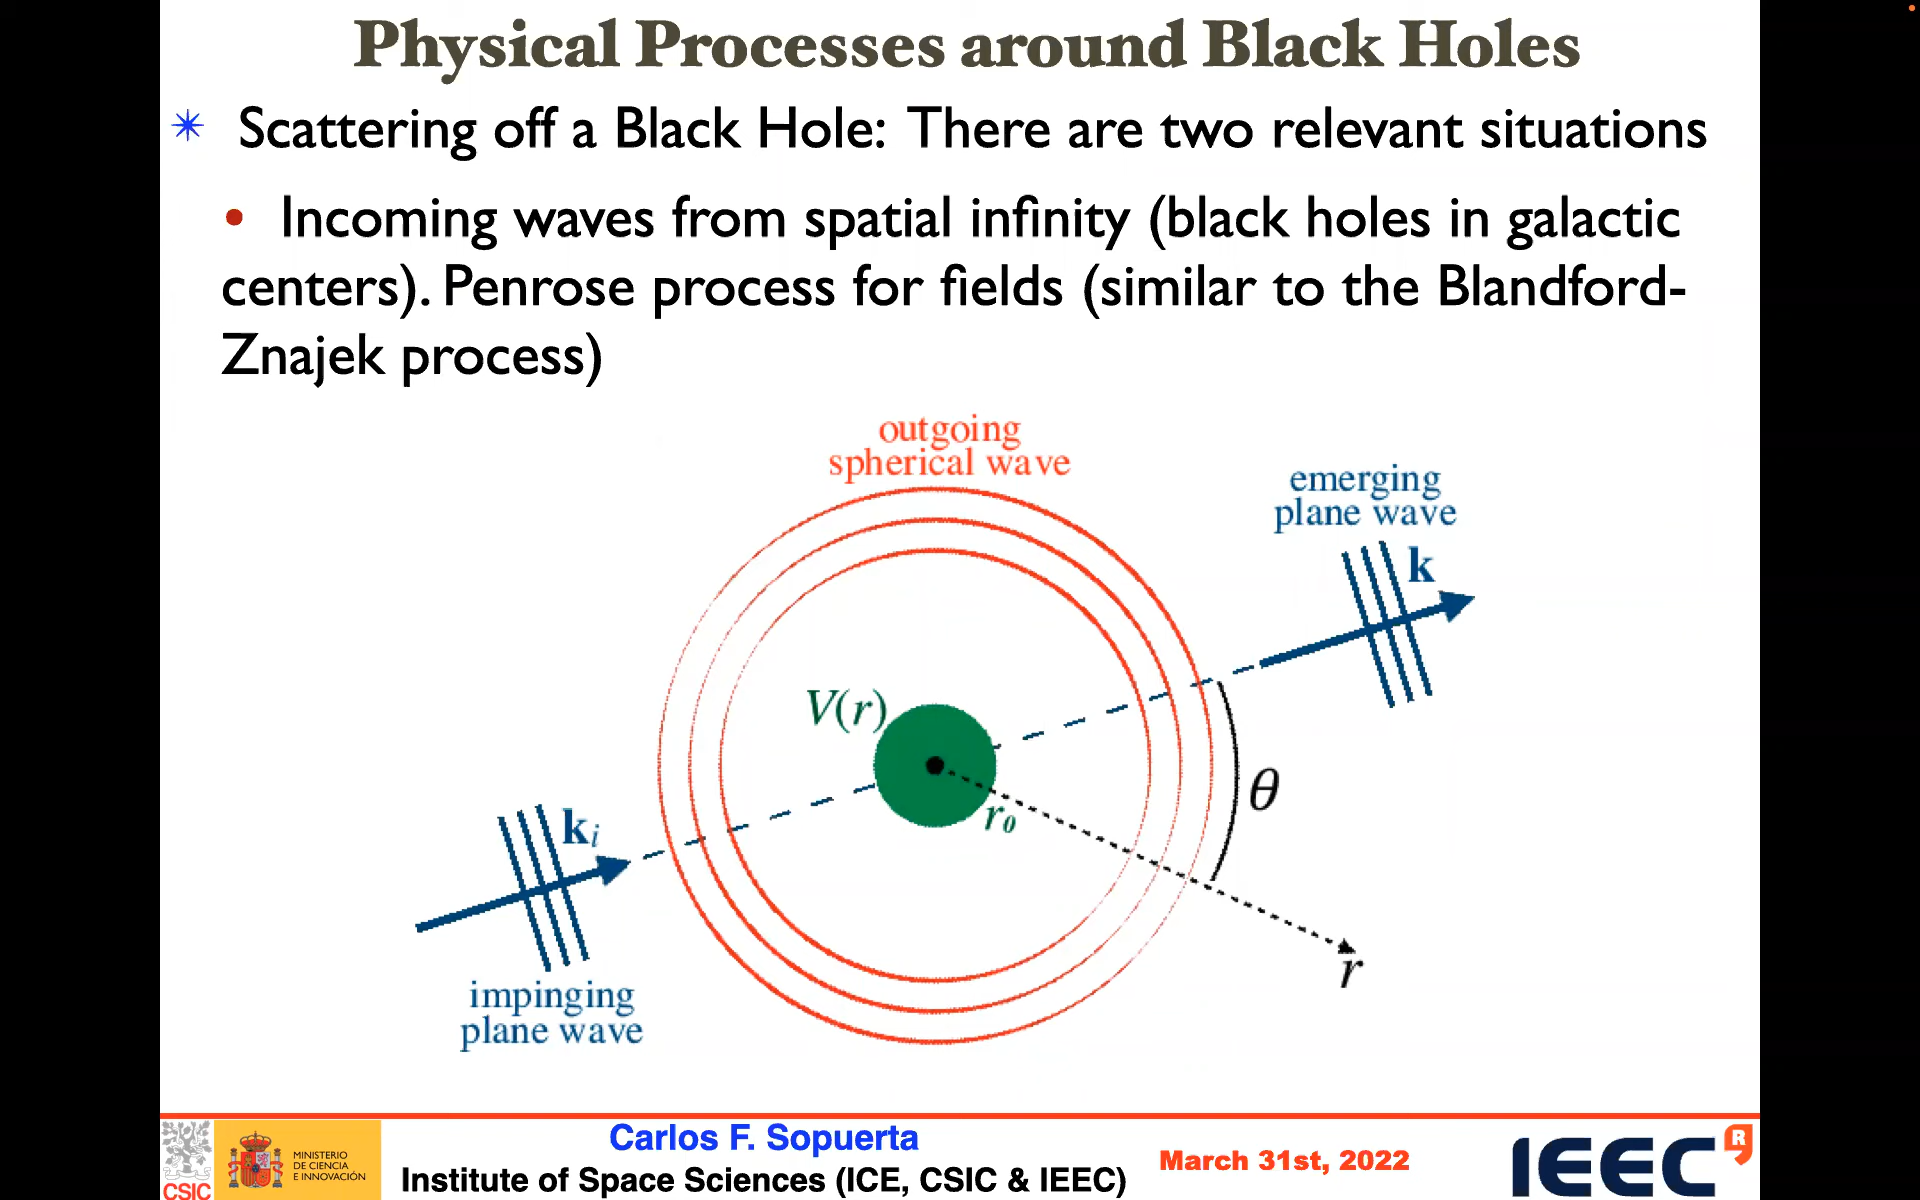 Physical Processes around Black Holes
Scattering off a Black Hole: There are two relevant situations
• Incoming waves from spatial infinity (black holes in galactic
centers). Penrose process for fields (similar to the Blandford-
Znajek process)
outgoing
spherical wave
emerging
plane wave
k
V(r)
r₀
θ
kᵢ
r
impinging
plane wave
CSIC
MINISTERIO
DE CIENCIA
E INNOVACIÓN
Carlos F. Sopuerta
Institute of Space Sciences (ICE, CSIC & IEEC)
March 31st, 2022
IEEC R